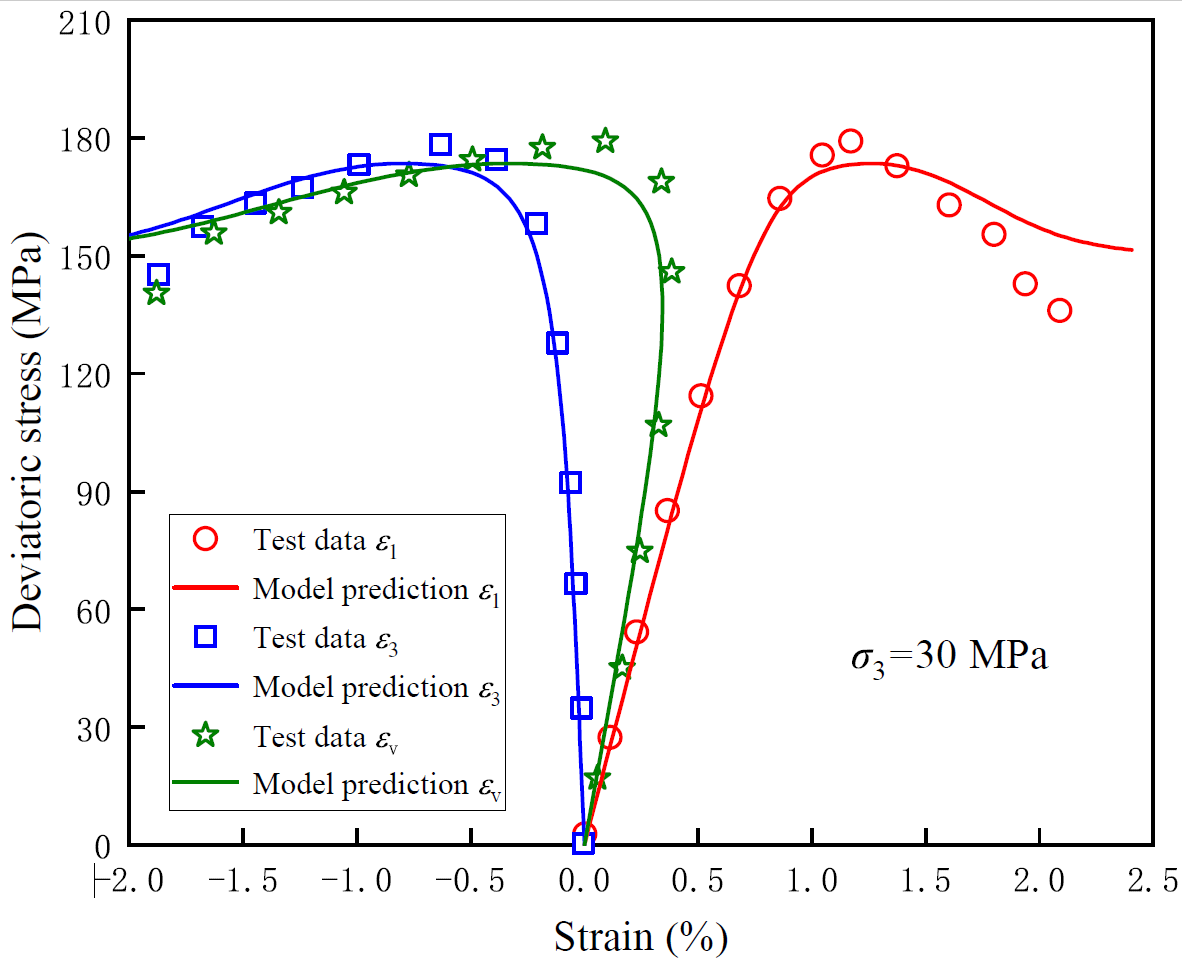 210
180
150
120
90
60
30
0
Deviatoric stress (MPa)
Test data ε1
Model prediction ε1
Test data ε3
Model prediction ε3
Test data εv
Model prediction εv
σ3=30 MPa
-2.0 -1.5 -1.0 -0.5 0.0 0.5 1.0 1.5 2.0 2.5
Strain (%)